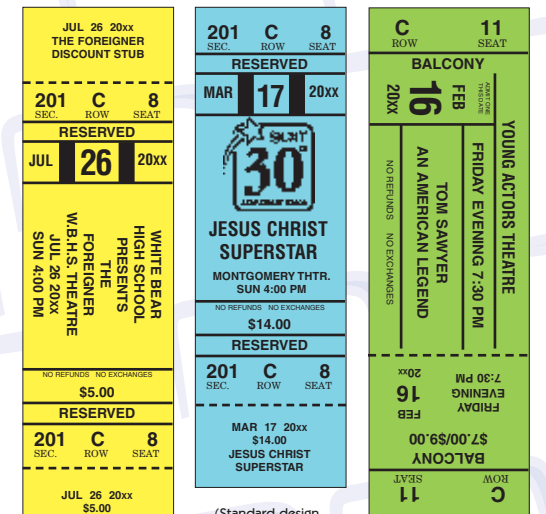 JUL 26 20xx
THE FOREIGNER
DISCOUNT STUB
201 C 8
SEC. ROW SEAT
RESERVED
JUL 26 20xx
WHITE BEAR
HIGH SCHOOL
PRESENTS
THE
FOREIGNER
W.B.H.S. THEATRE
JUL 26 20xx
SUN 4:00 PM
NO REFUNDS NO EXCHANGES
$5.00
RESERVED
201 C 8
SEC. ROW SEAT
JUL 26 20xx
$5.00
201 C 8
SEC. ROW SEAT
RESERVED
MAR 17 20xx
30
JESUS CHRIST
SUPERSTAR
MONTGOMERY THTR.
SUN 4:00 PM
NO REFUNDS NO EXCHANGES
$14.00
RESERVED
201 C 8
SEC. ROW SEAT
MAR 17 20xx
$14.00
JESUS CHRIST
SUPERSTAR
(Standard design
C 11
ROW SEAT
BALCONY
ADMIT ONE
THIS DATE
FEB
16
20xx
YOUNG ACTORS THEATRE
FRIDAY EVENING 7:30 PM
TOM SAWYER
AN AMERICAN LEGEND
NO REFUNDS NO EXCHANGES
C 11
ROW SEAT
BALCONY
$7.00/$9.00
FRIDAY
EVENING
7:30 PM
FEB
16
20xx